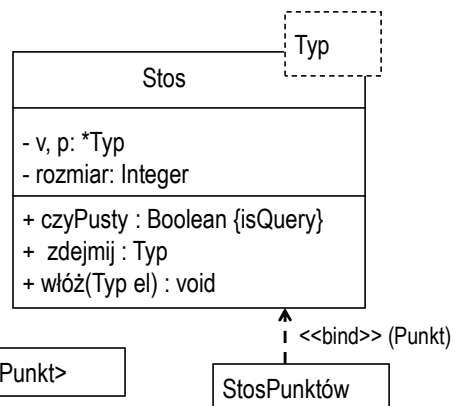 Typ
Stos
- v, p: *Typ
- rozmiar: Integer
+ czyPusty : Boolean {isQuery}
+ zdejmij : Typ
+ włóż(Typ el) : void
<<bind>> (Punkt)
Punkt>
StosPunktów